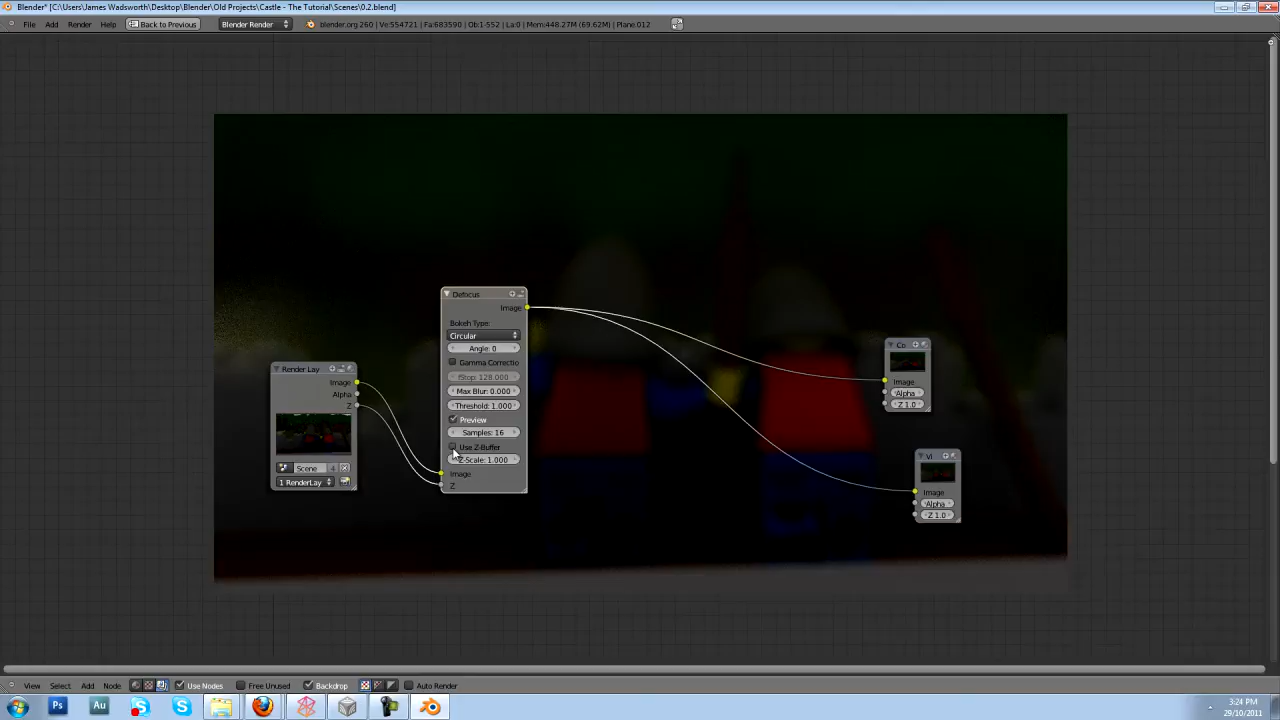 Blender* [C:\Users\James Wadsworth\Desktop\Blender\Old Projects\Castle - The Tutorial\Scenes\0.2.blend]
File Add Render Help Back to Previous Blender Render blender.org 260 | Ve:554721 | Fa:683590 | Ob:1-552 | La:0 | Mem:448.27M (69.62M) | Plane.012
Defocus
Image
Bokeh Type:
Circular
Angle: 0
Gamma Correctio
fStop: 128.000
Max Blur: 0.000
Threshold: 1.000
Preview
Samples: 16
Use Z-Buffer
Z-Scale: 1.000
Image
Z
Render Lay
Image
Alpha
Z
Scene 4
1 RenderLay
Co
Image
Alpha
Z 1.0
Vi
Image
Alpha
Z 1.0
View Select Add Node Use Nodes Free Unused Backdrop Auto Render
Ps Au
3:24 PM
29/10/2011